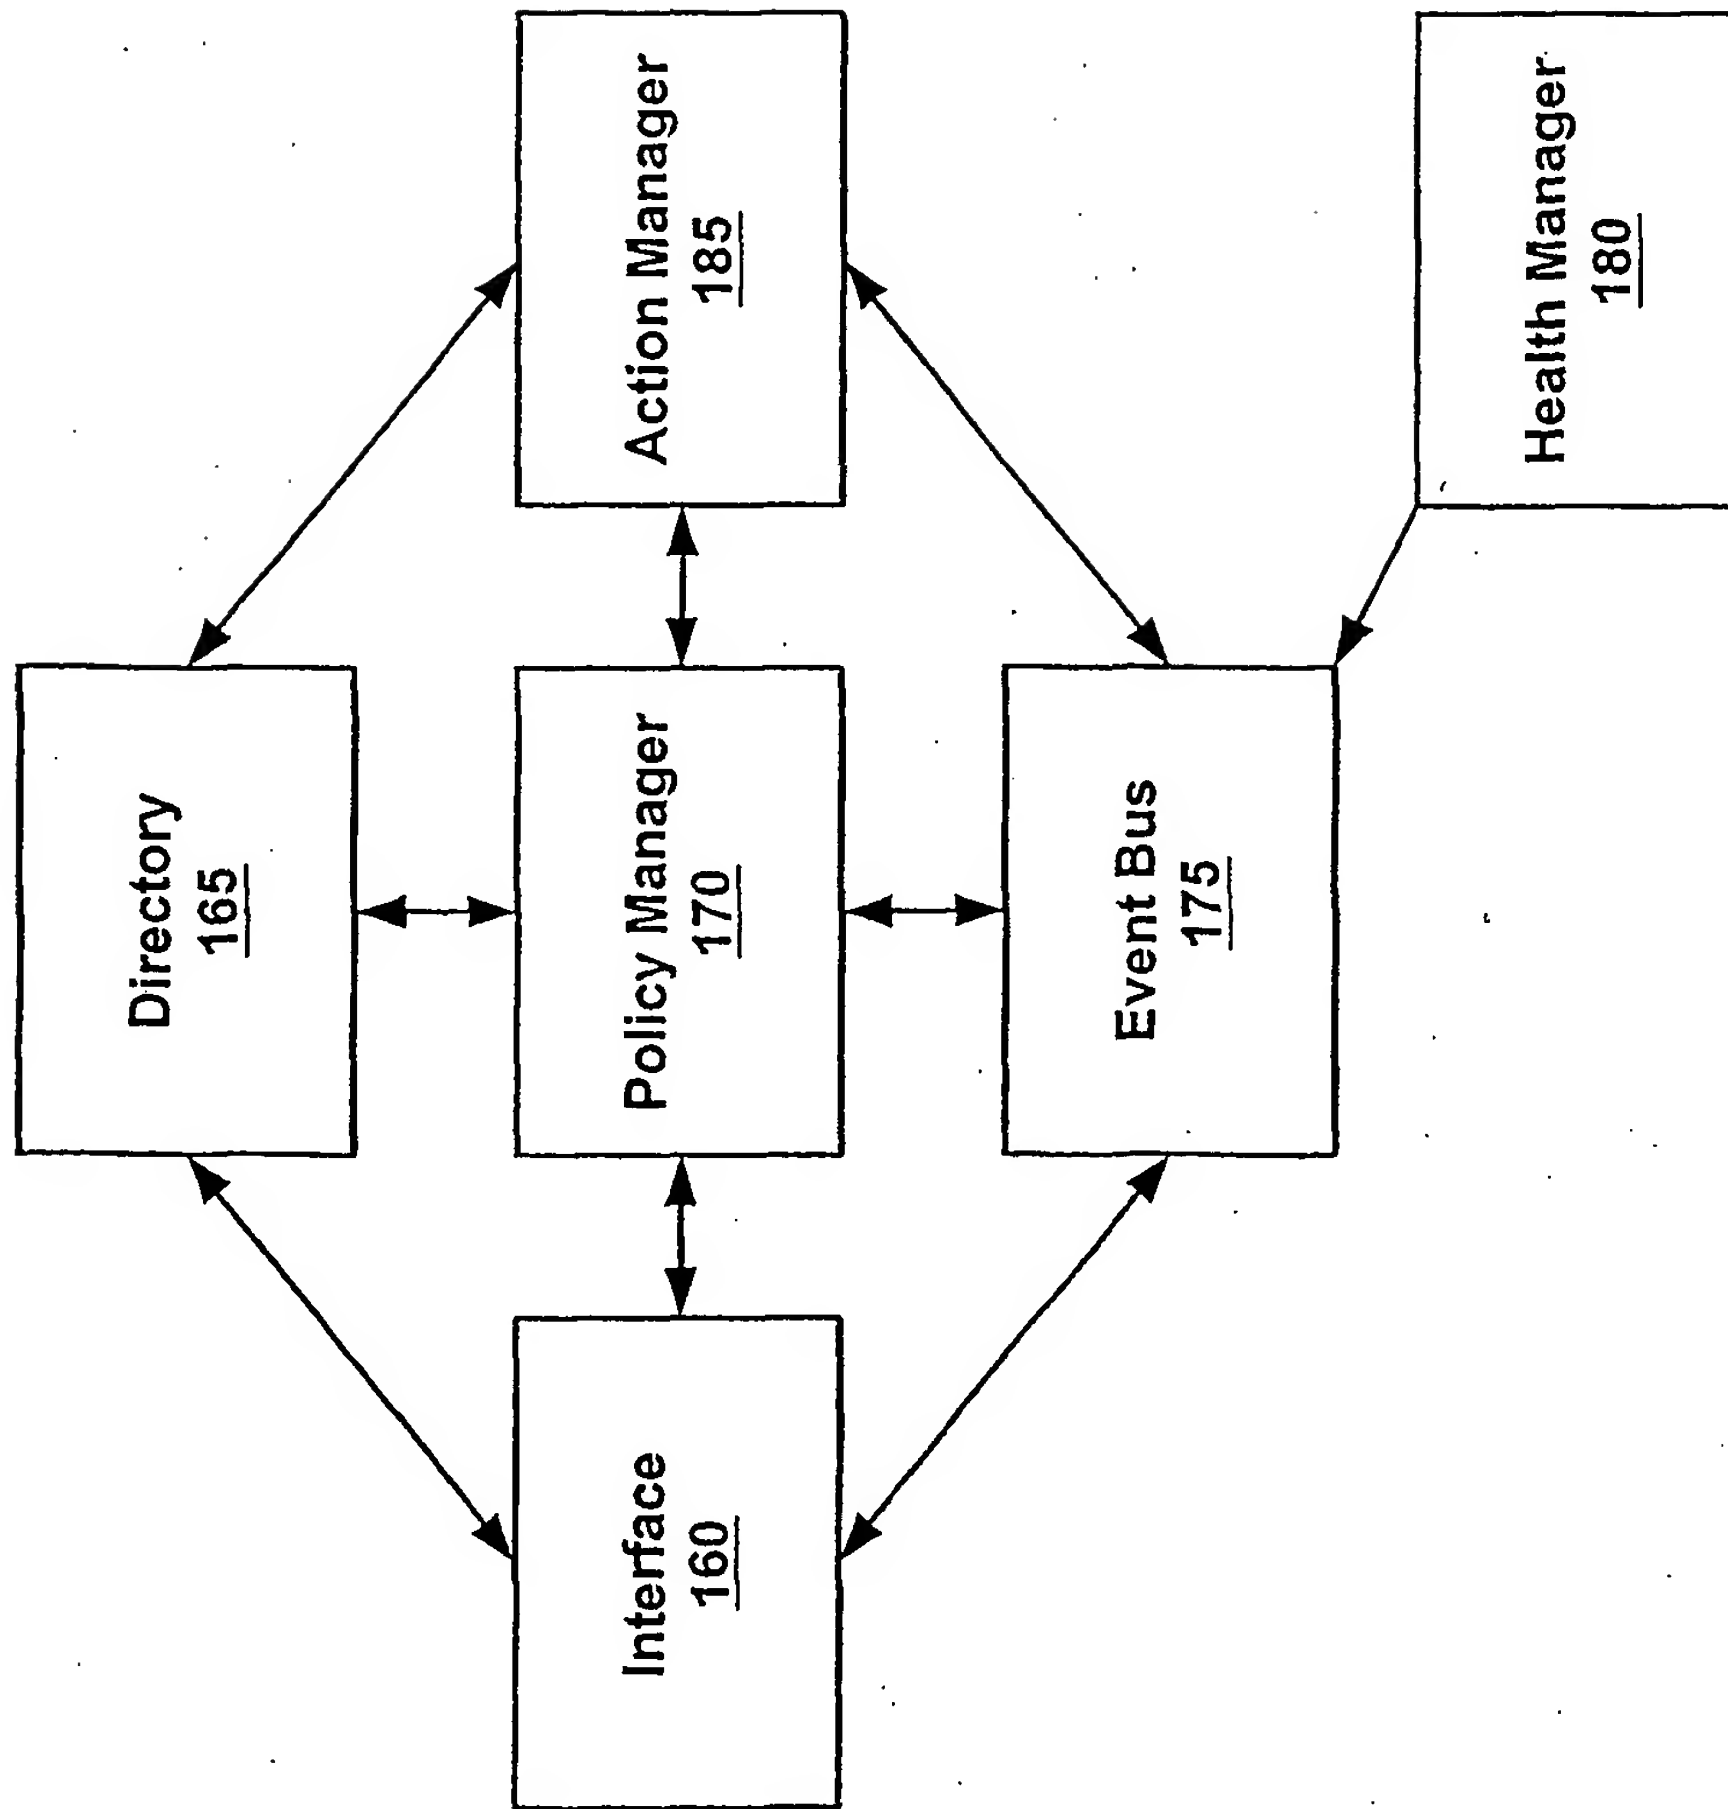 Directory
165
Interface
160
Policy Manager
170
Action Manager
185
Event Bus
175
Health Manager
180